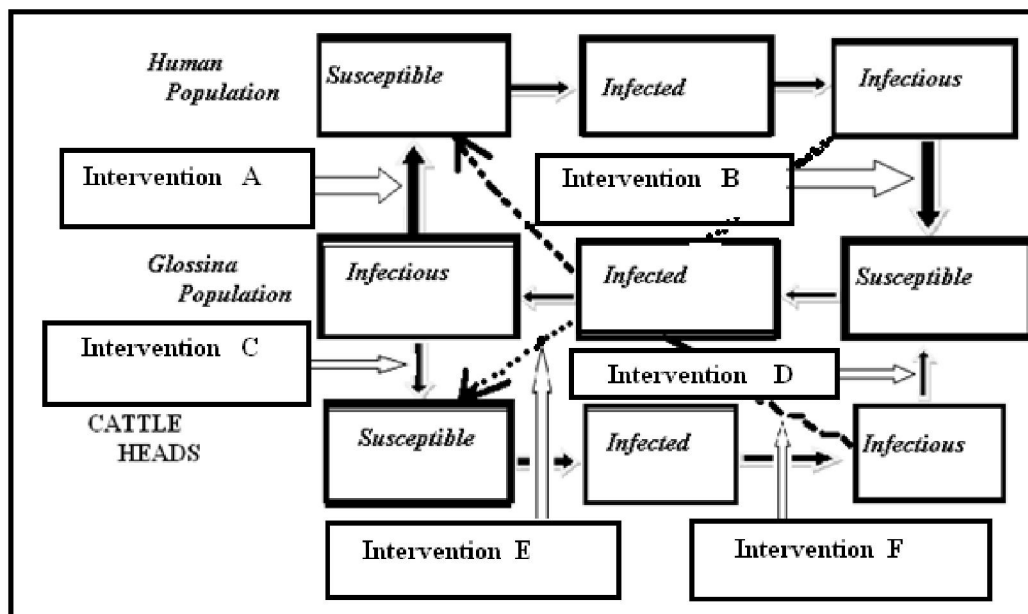 Human
Population
Susceptible
Infected
Infectious
Intervention A
Intervention B
Glossina
Population
Infectious
Infected
Susceptible
Intervention C
Intervention D
CATTLE
HEADS
Susceptible
Infected
Infectious
Intervention E
Intervention F